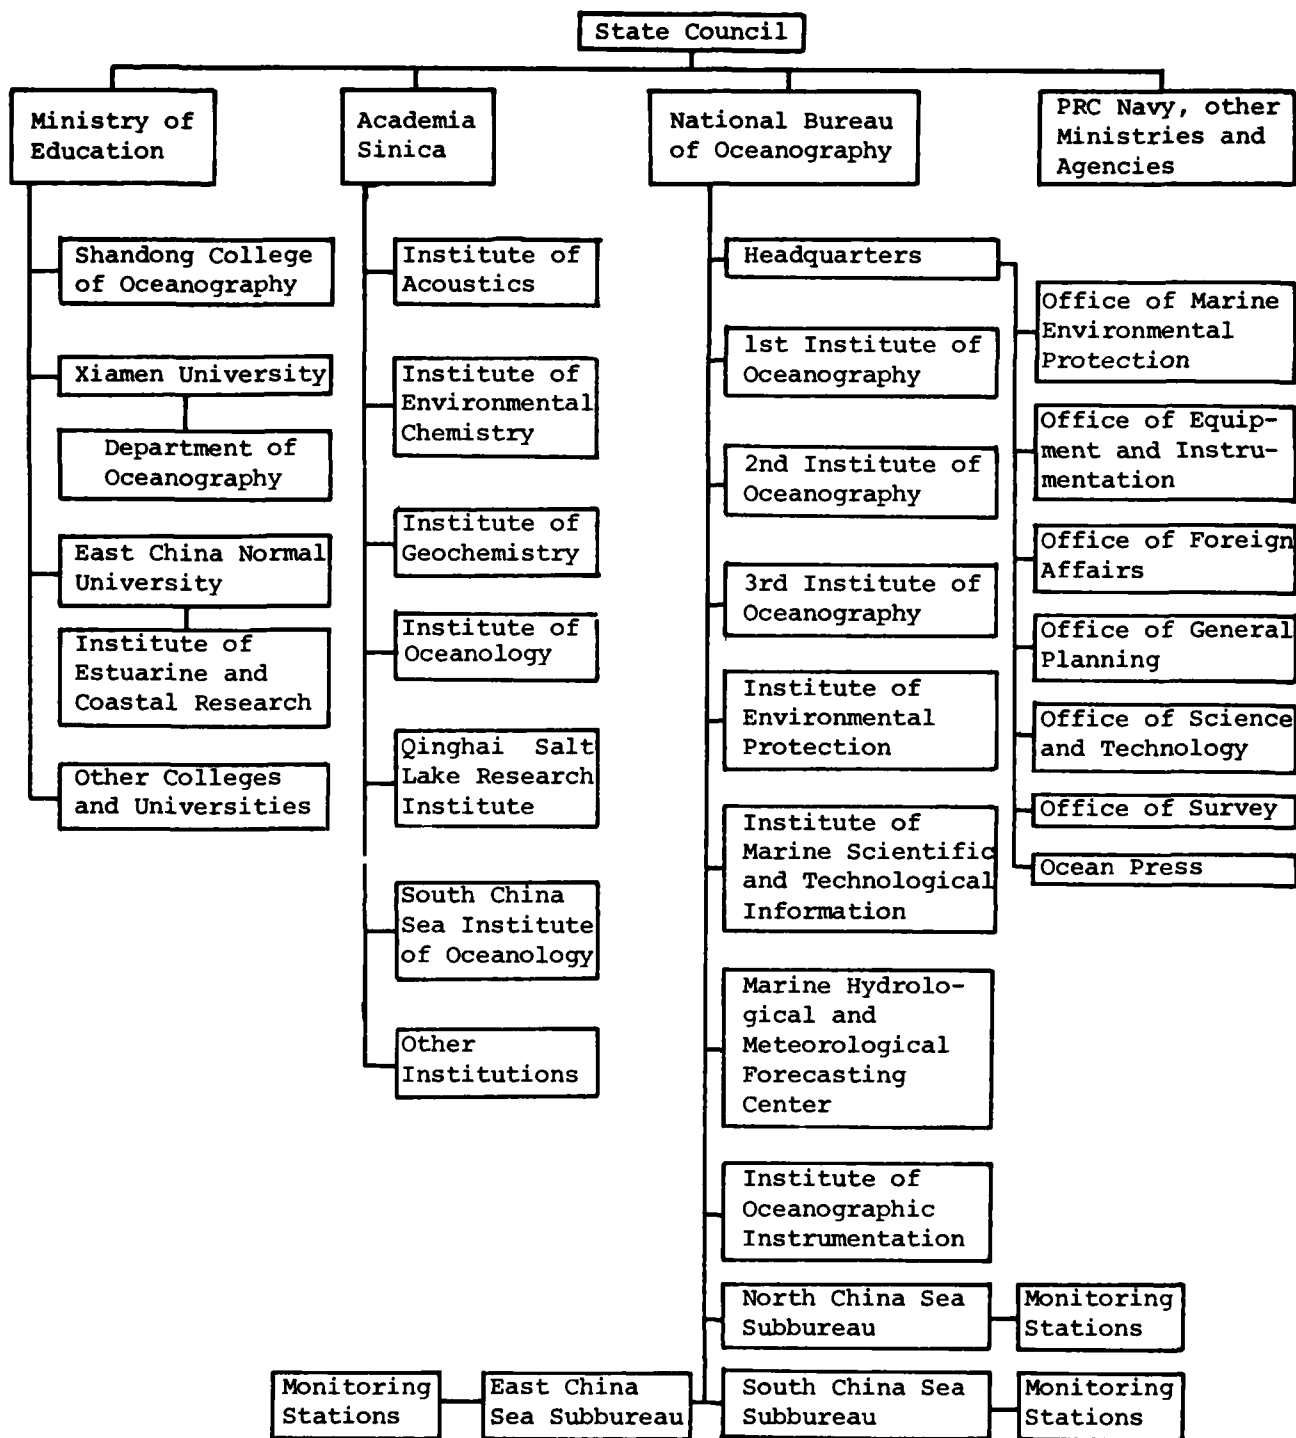 State Council
Ministry of
Education
Academia
Sinica
National Bureau
of Oceanography
PRC Navy, other
Ministries and
Agencies
Shandong College
of Oceanography
Xiamen University
Department of
Oceanography
East China Normal
University
Institute of
Estuarine and
Coastal Research
Other Colleges
and Universities
Institute of
Acoustics
Institute of
Environmental
Chemistry
Institute of
Geochemistry
Institute of
Oceanology
Qinghai Salt
Lake Research
Institute
South China
Sea Institute
of Oceanology
Other
Institutions
Headquarters
1st Institute of
Oceanography
2nd Institute of
Oceanography
3rd Institute of
Oceanography
Institute of
Environmental
Protection
Institute of
Marine Scientific
and Technological
Information
Marine Hydrolo-
gical and
Meteorological
Forecasting
Center
Institute of
Oceanographic
Instrumentation
North China Sea
Subbureau
Monitoring
Stations
Monitoring
Stations
East China
Sea Subbureau
South China Sea
Subbureau
Monitoring
Stations
Office of Marine
Environmental
Protection
Office of Equip-
ment and Instru-
mentation
Office of Foreign
Affairs
Office of General
Planning
Office of Science
and Technology
Office of Survey
Ocean Press